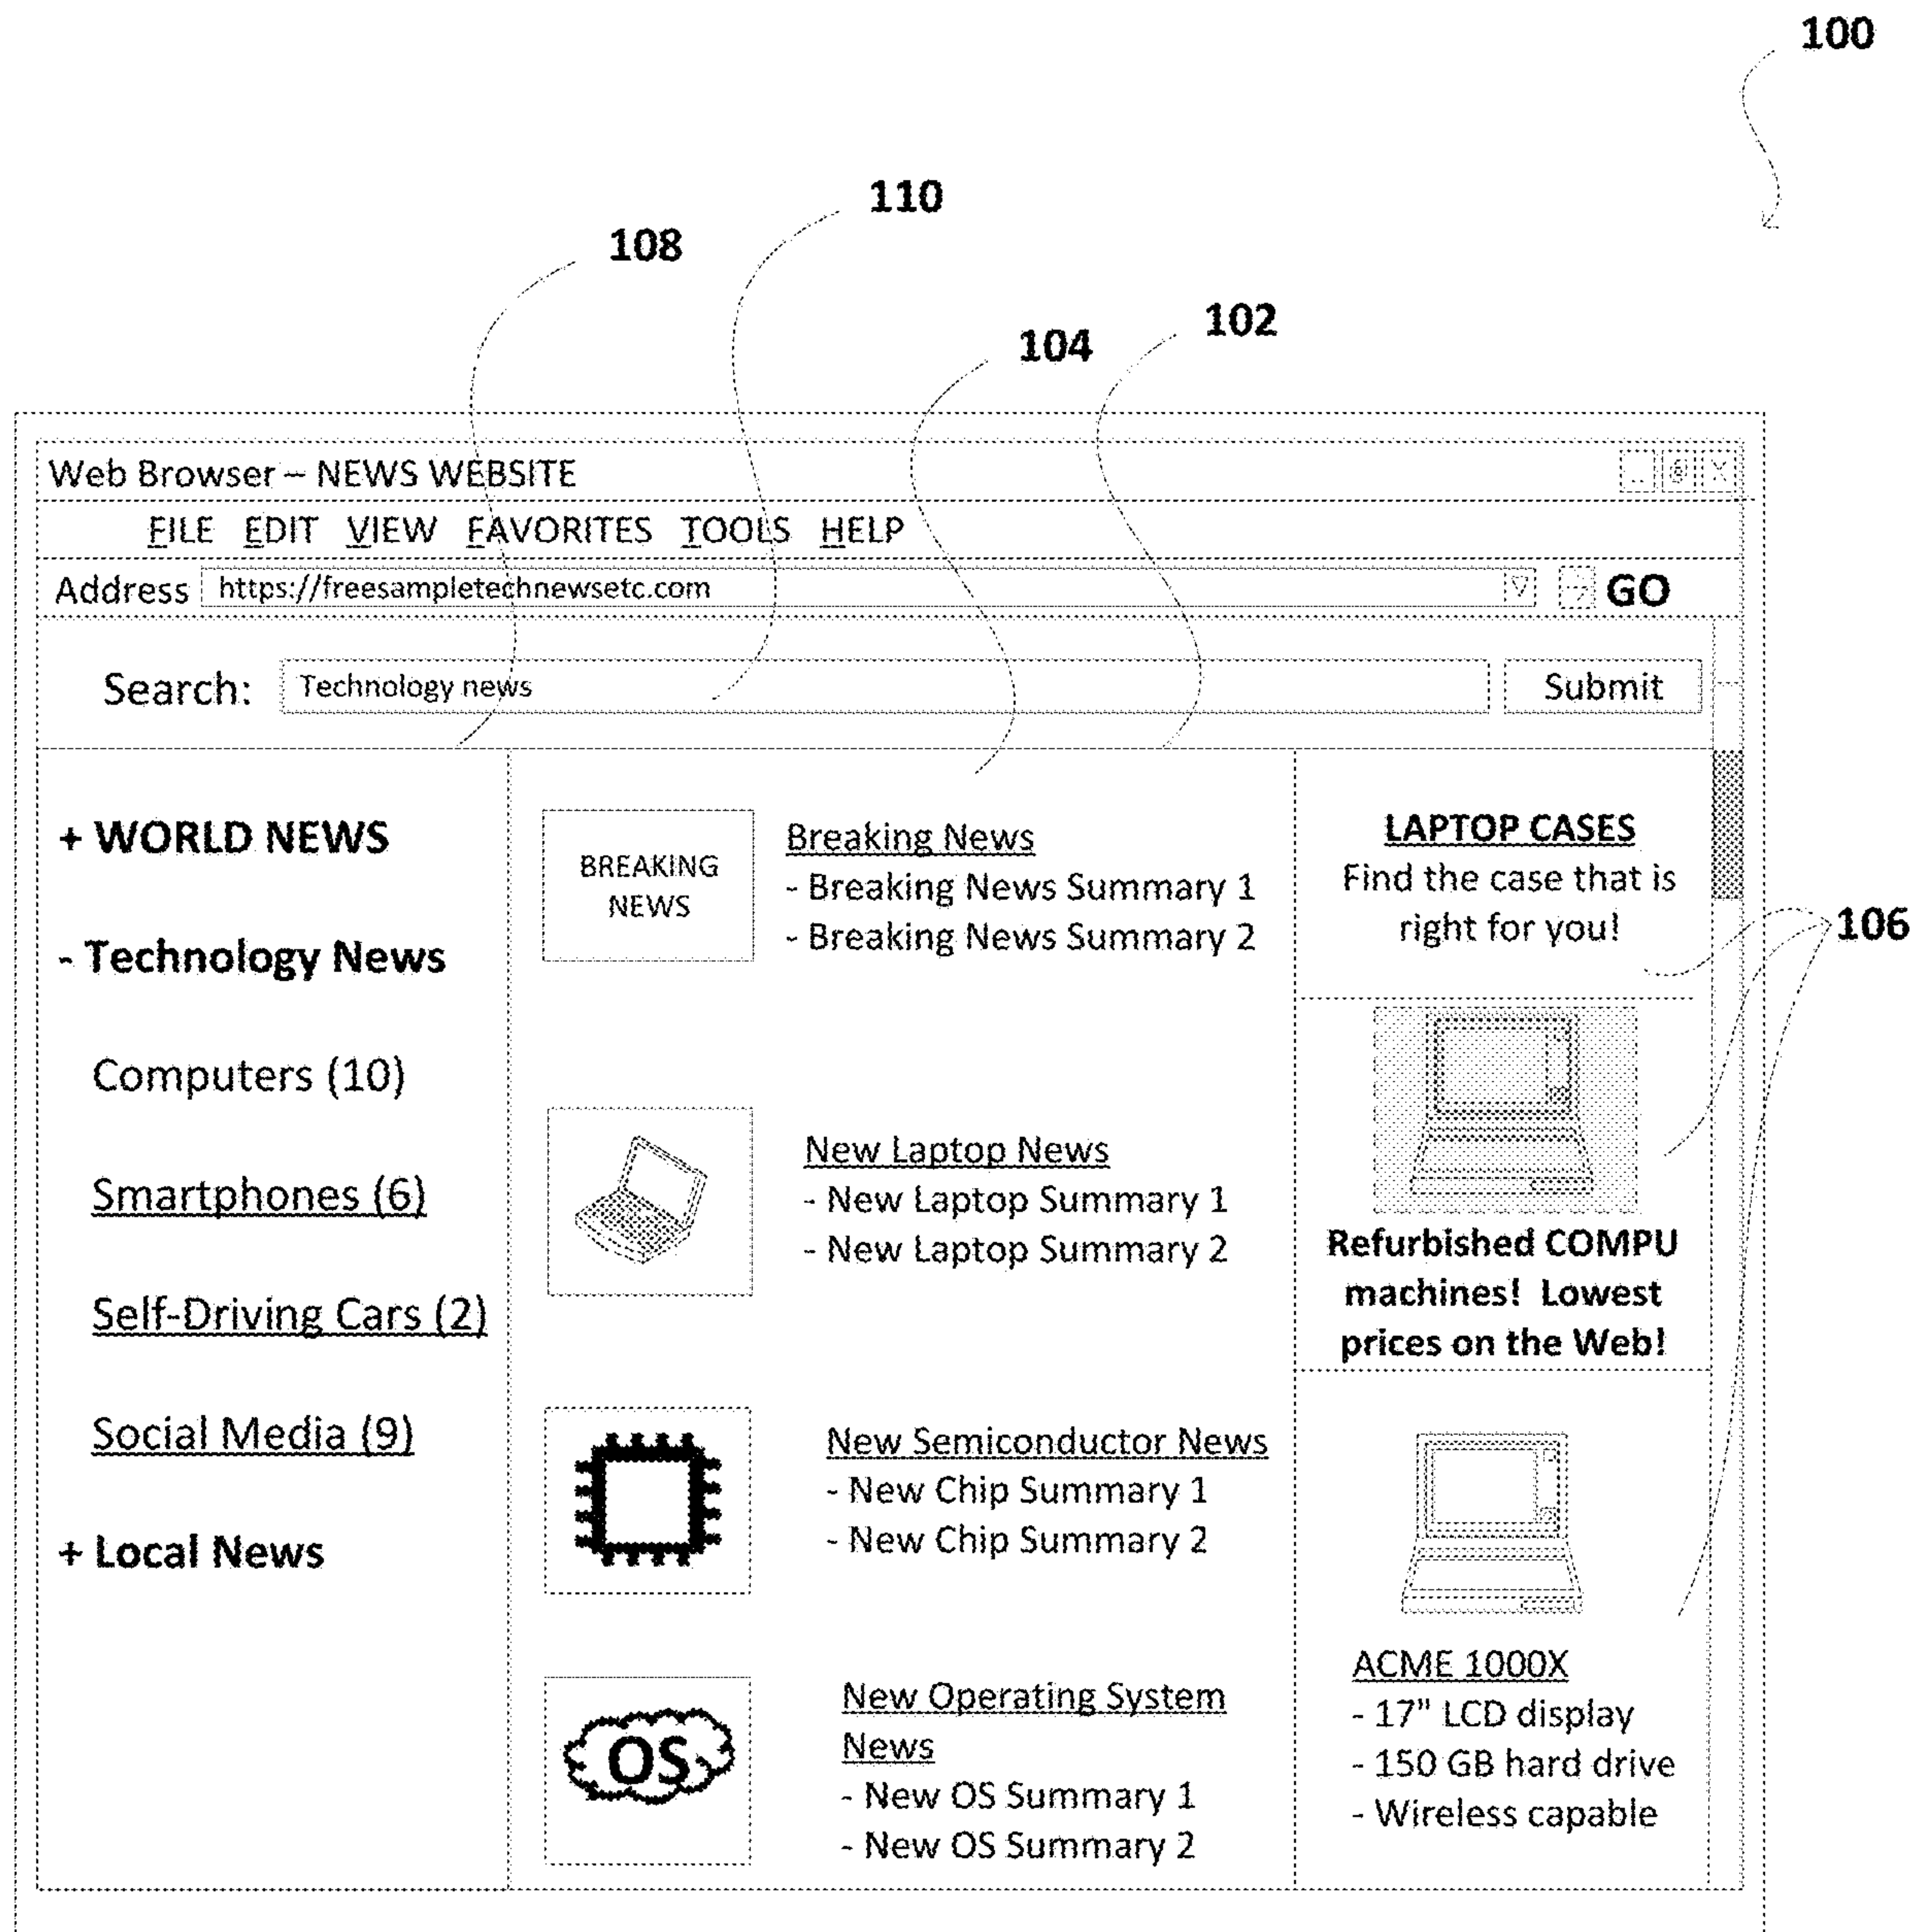 100
110
108
102
104
Web Browser – NEWS WEBSITE
FILE EDIT VIEW FAVORITES TOOLS HELP
Address https://freesampletechnewsetc.com GO
Search: Technology news Submit
+ WORLD NEWS
- Technology News
Computers (10)
Smartphones (6)
Self-Driving Cars (2)
Social Media (9)
+ Local News
BREAKING
NEWS
Breaking News
- Breaking News Summary 1
- Breaking News Summary 2
New Laptop News
- New Laptop Summary 1
- New Laptop Summary 2
New Semiconductor News
- New Chip Summary 1
- New Chip Summary 2
OS
New Operating System
News
- New OS Summary 1
- New OS Summary 2
LAPTOP CASES
Find the case that is
right for you!
106
Refurbished COMPU
machines! Lowest
prices on the Web!
ACME 1000X
- 17" LCD display
- 150 GB hard drive
- Wireless capable